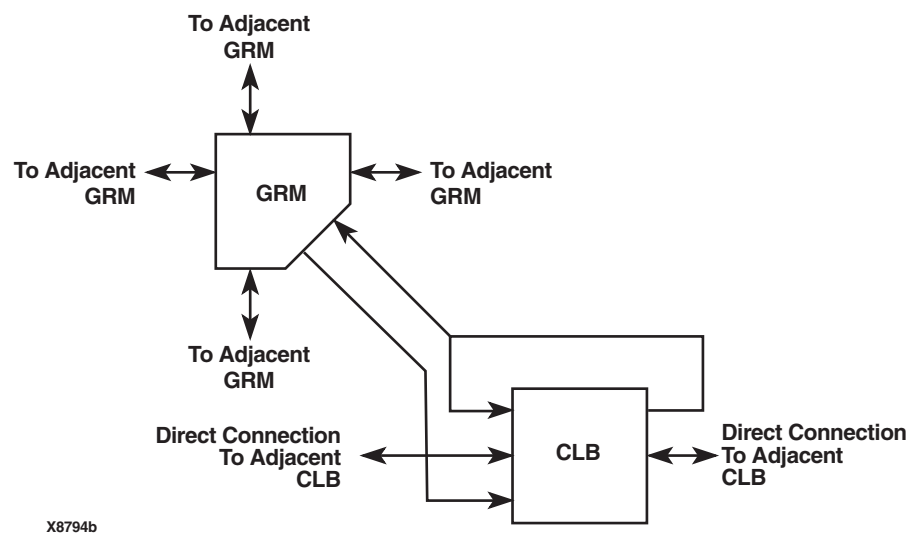 To Adjacent
GRM
To Adjacent
GRM
GRM
To Adjacent
GRM
To Adjacent
GRM
Direct Connection
To Adjacent
CLB
CLB
Direct Connection
To Adjacent
CLB
X8794b